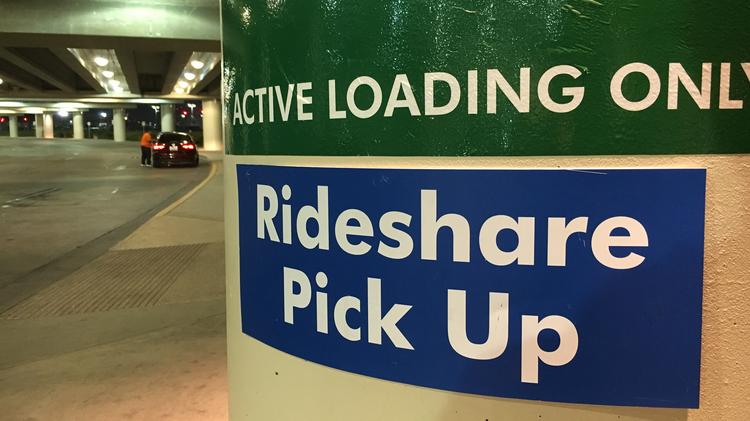 ACTIVE LOADING ONLY
Rideshare
Pick Up